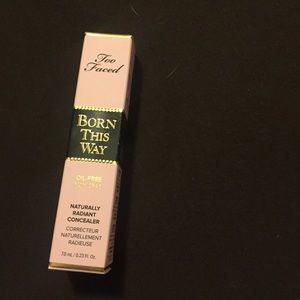 Too
Faced
BORN
THIS
WAY
OIL-FREE
NATURALLY
RADIANT
CONCEALER
CORRECTEUR
NATURELLEMENT
RADIEUSE
7.0 mL / 0.23 fl. Oz.